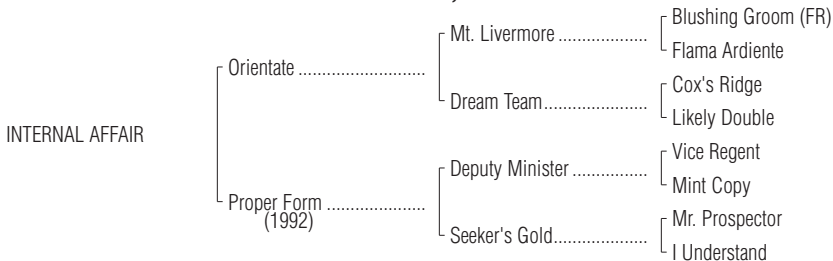 Blushing Groom (FR)
Mt. Livermore ....................
Flama Ardiente
Orientate .............................
Cox's Ridge
Dream Team.......................
Likely Double
INTERNAL AFFAIR
Vice Regent
Deputy Minister .................
Mint Copy
Proper Form ......................
(1992)
Mr. Prospector
Seeker's Gold.....................
I Understand